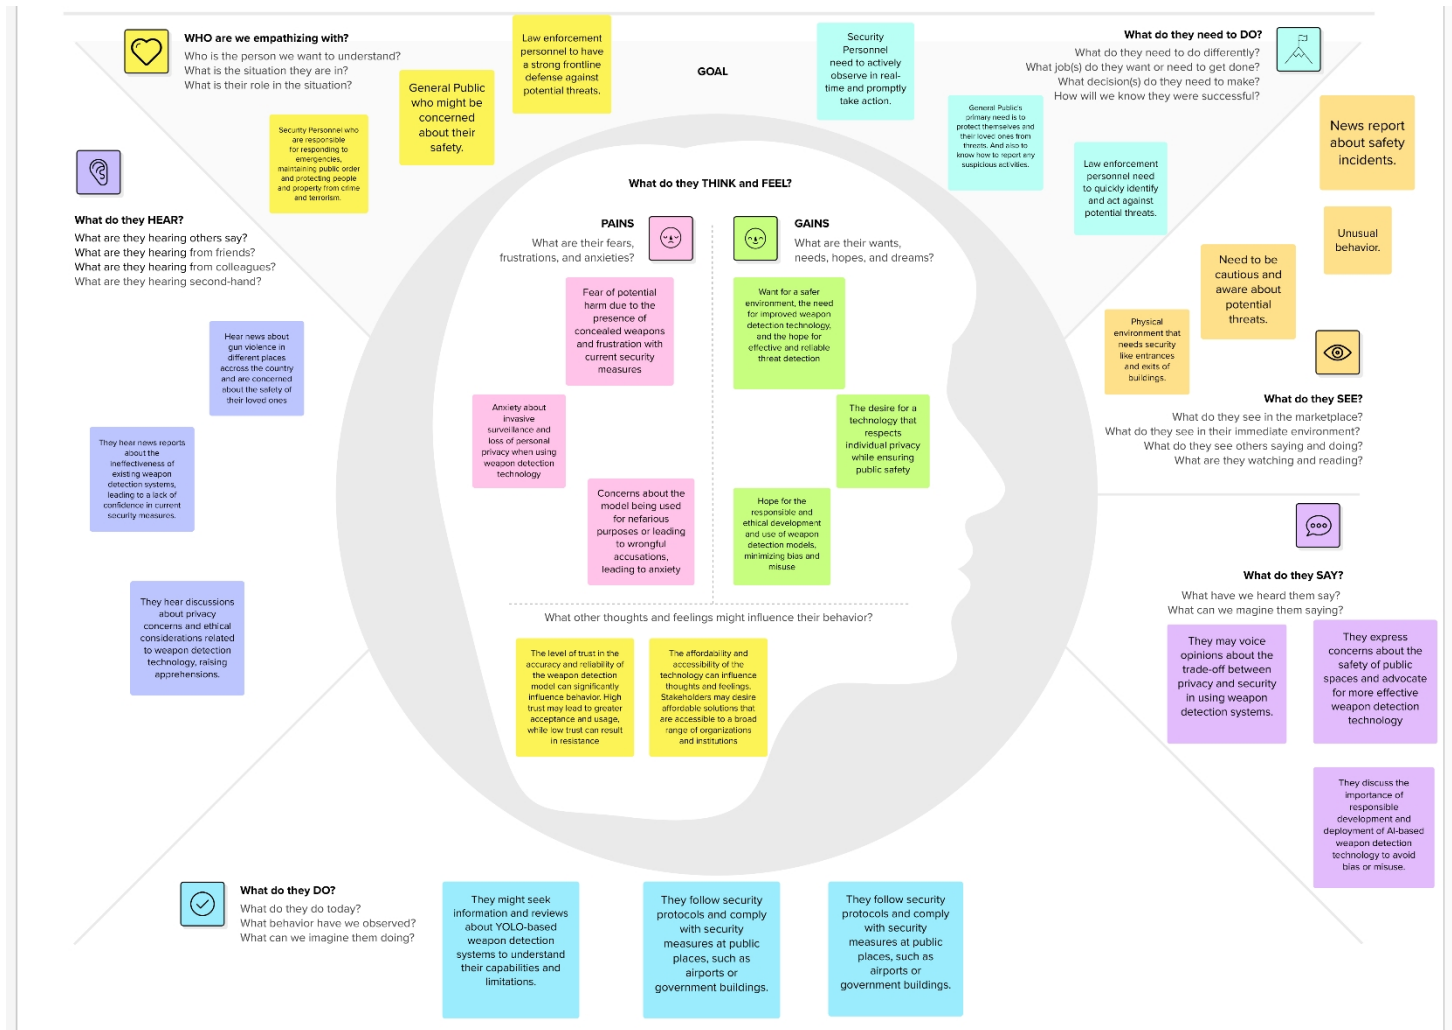 WHO are we empathizing with?
Who is the person we want to understand?
What is the situation they are in?
What is their role in the situation?
Security Personnel who
are responsible
for responding to
emergencies,
maintaining public order
and protecting people
and property from crime
and terrorism.
General Public
who might be
concerned
about their
safety.
Law enforcement
personnel to have
a strong frontline
defense against
potential threats.
GOAL
Security
Personnel
need to actively
observe in real-
time and promptly
take action.
General Public's
primary need is to
protect themselves and
their loved ones from
threats. And also to
know how to report any
suspicious activities.
Law enforcement
personnel need
to quickly identify
and act against
potential threats.
What do they need to DO?
What do they need to do differently?
What job(s) do they want or need to get done?
What decision(s) do they need to make?
How will we know they were successful?
What do they HEAR?
What are they hearing others say?
What are they hearing from friends?
What are they hearing from colleagues?
What are they hearing second-hand?
Hear news about
gun violence in
different places
accross the country
and are concerned
about the safety of
their loved ones
They hear news reports
about the
ineffectiveness of
existing weapon
detection systems,
leading to a lack of
confidence in current
security measures.
They hear discussions
about privacy
concerns and ethical
considerations related
to weapon detection
technology, raising
apprehensions.
What do they THINK and FEEL?
PAINS
What are their fears,
frustrations, and anxieties?
Fear of potential
harm due to the
presence of
concealed weapons
and frustration with
current security
measures
Anxiety about
invasive
surveillance and
loss of personal
privacy when using
weapon detection
technology
Concerns about the
model being used
for nefarious
purposes or leading
to wrongful
accusations,
leading to anxiety
GAINS
What are their wants,
needs, hopes, and dreams?
Want for a safer
environment, the need
for improved weapon
detection technology,
and the hope for
effective and reliable
threat detection
The desire for a
technology that
respects
individual privacy
while ensuring
public safety
Hope for the
responsible and
ethical development
and use of weapon
detection models,
minimizing bias and
misuse
What other thoughts and feelings might influence their behavior?
The level of trust in the
accuracy and reliability of
the weapon detection
model can significantly
influence behavior. High
trust may lead to greater
acceptance and usage,
while low trust can result
in resistance
The affordability and
accessibility of the
technology can influence
thoughts and feelings.
Stakeholders may desire
affordable solutions that
are accessible to a broad
range of organizations
and institutions
News report
about safety
incidents.
Unusual
behavior.
Need to be
cautious and
aware about
potential
threats.
Physical
environment that
needs security
like entrances
and exits of
buildings.
What do they SEE?
What do they see in the marketplace?
What do they see in their immediate environment?
What do they see others saying and doing?
What are they watching and reading?
What do they SAY?
What have we heard them say?
What can we magine them saying?
They may voice
opinions about the
trade-off between
privacy and security
in using weapon
detection systems.
They express
concerns about the
safety of public
spaces and advocate
for more effective
weapon detection
technology
They discuss the
importance of
responsible
development and
deployment of AI-based
weapon detection
technology to avoid
bias or misuse.
What do they DO?
What do they do today?
What behavior have we observed?
What can we imagine them doing?
They might seek
information and reviews
about YOLO-based
weapon detection
systems to understand
their capabilities and
limitations.
They follow security
protocols and comply
with security
measures at public
places, such as
airports or
government buildings.
They follow security
protocols and comply
with security
measures at public
places, such as
airports or
government buildings.